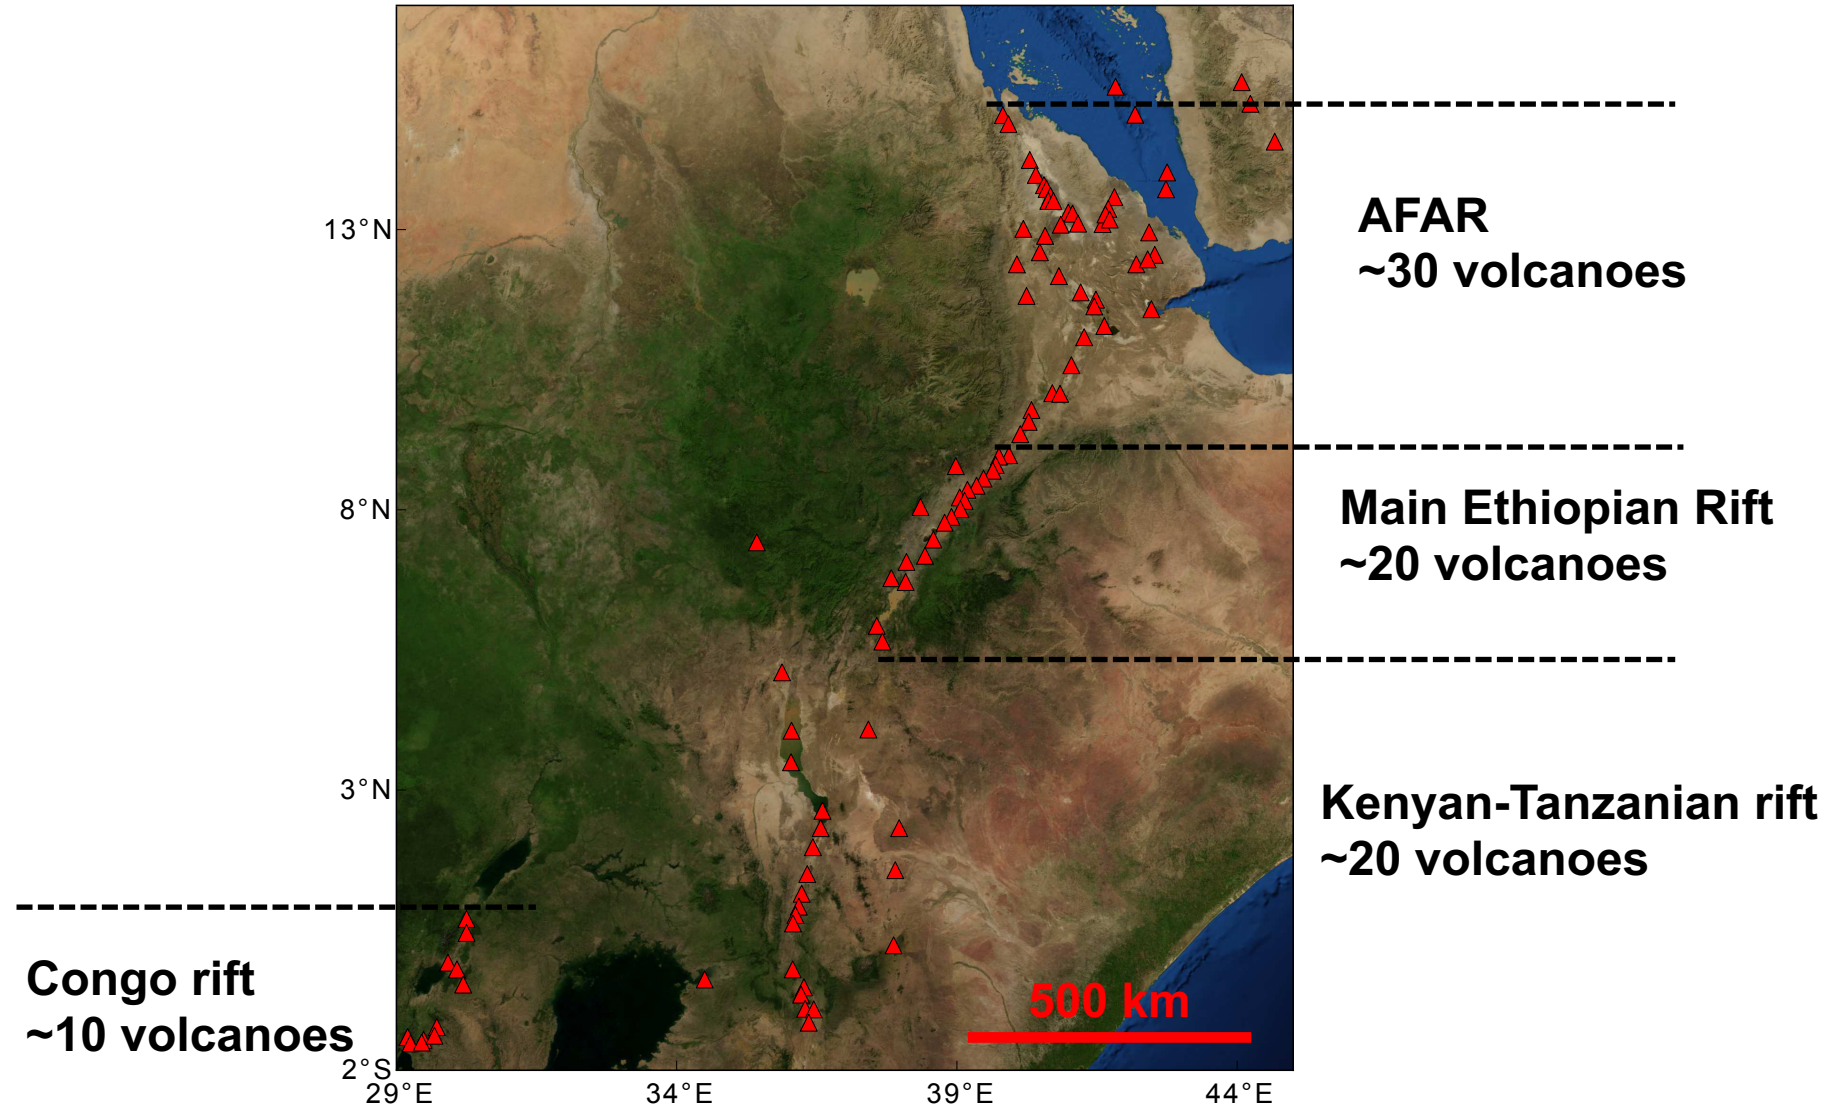 13°N
AFAR
~30 volcanoes
8°N
Main Ethiopian Rift
~20 volcanoes
3°N
Kenyan-Tanzanian rift
~20 volcanoes
Congo rift
~10 volcanoes
500 km
2°S
29°E
34°E
39°E
44°E